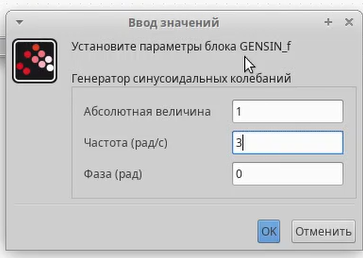 Ввод значений
Установите параметры блока GENSIN_f
Генератор синусоидальных колебаний
Абсолютная величина 1
Частота (рад/с) 3
Фаза (рад) 0
OK Отменить